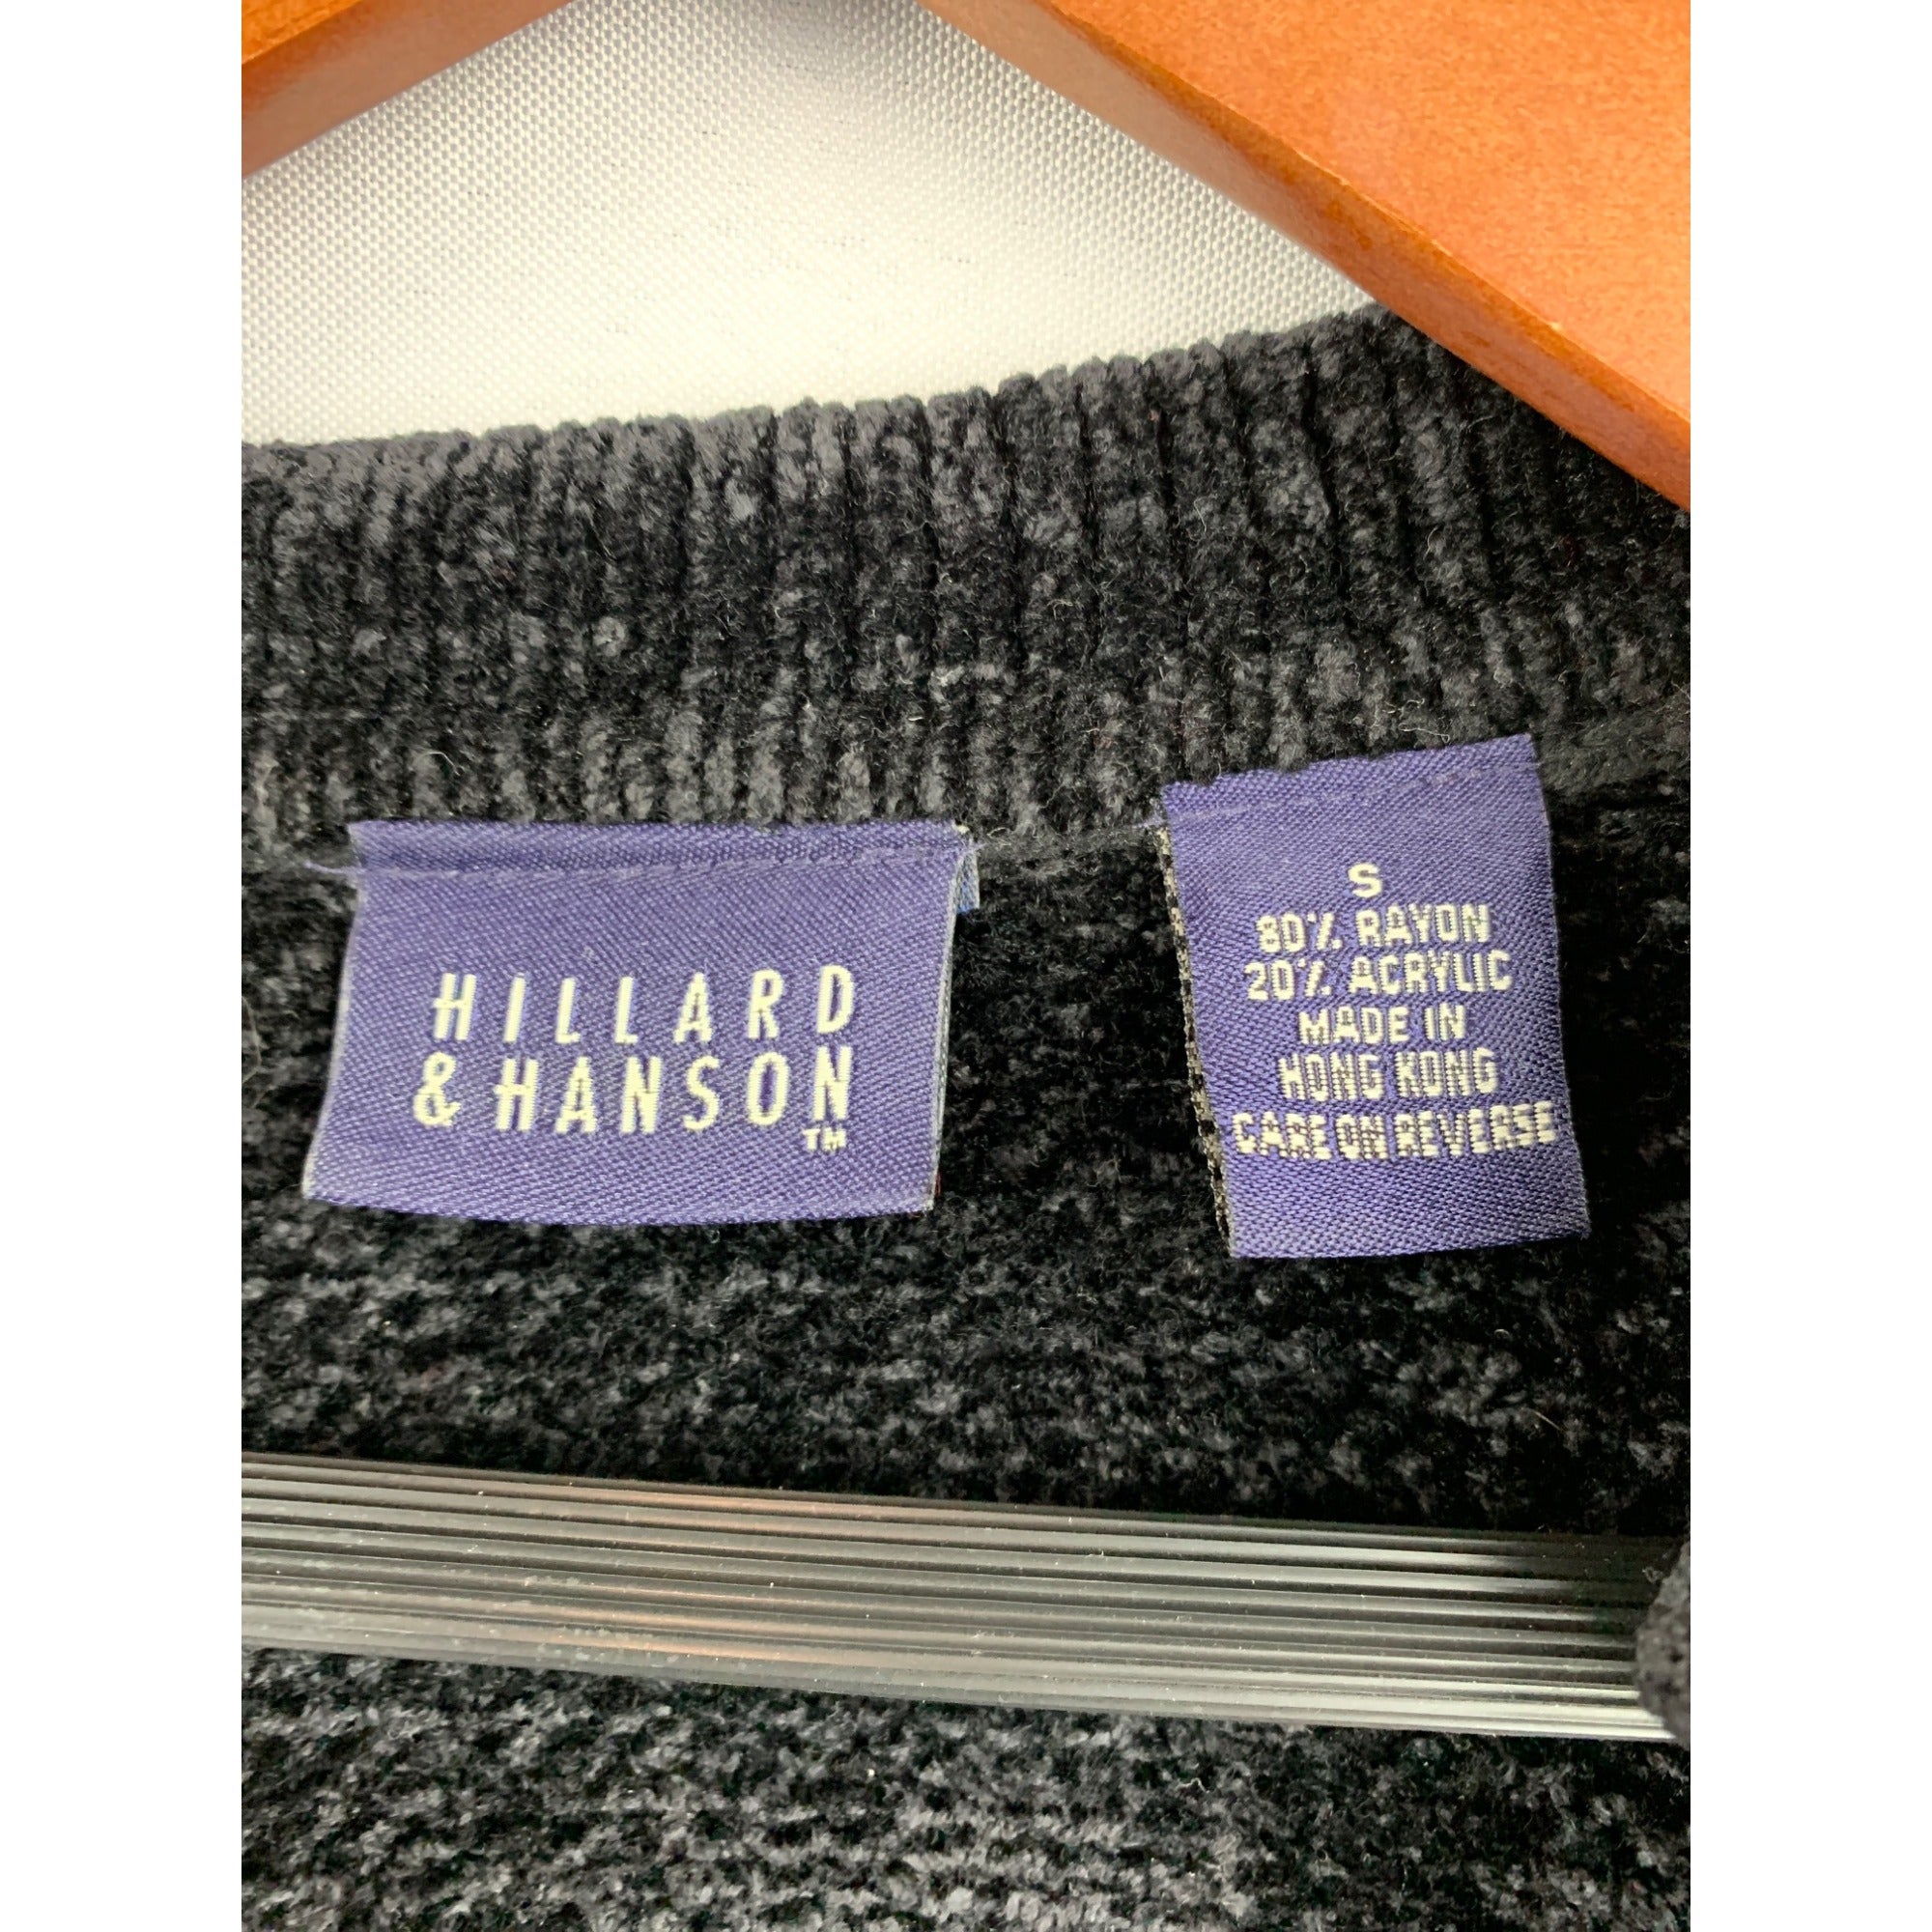 HILLARD
& HANSON
TM
S
80% RAYON
20% ACRYLIC
MADE IN
HONG KONG
CARE ON REVERSE